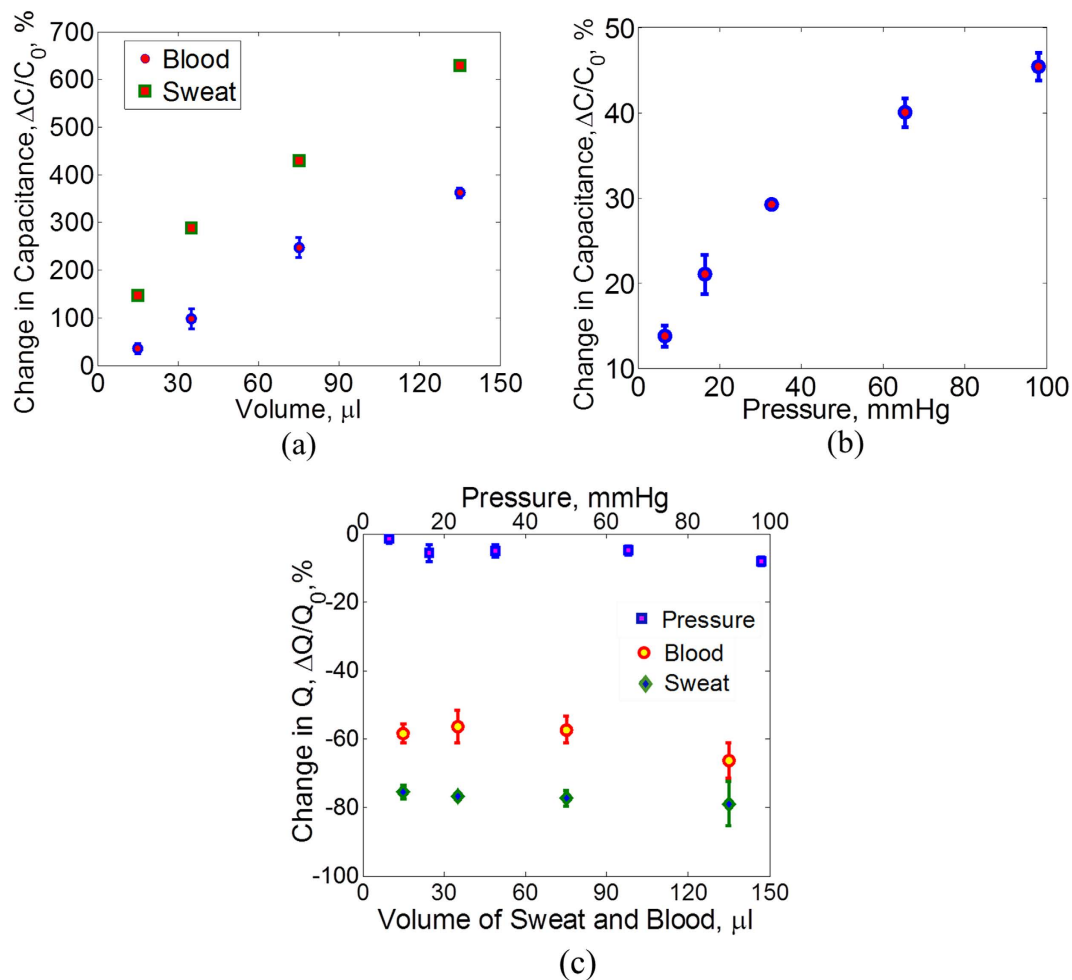 Change in Capacitance, ΔC/C₀, %
700
600
500
400
300
200
100
0
Blood
Sweat
0 30 60 90 120 150
Volume, μl
(a)
Change in Capacitance, ΔC/C₀, %
50
40
30
20
10
0 20 40 60 80 100
Pressure, mmHg
(b)
Pressure, mmHg
0 20 40 60 80 100
Change in Q, ΔQ/Q₀, %
0
-20
-40
-60
-80
-100
Pressure
Blood
Sweat
0 30 60 90 120 150
Volume of Sweat and Blood, μl
(c)